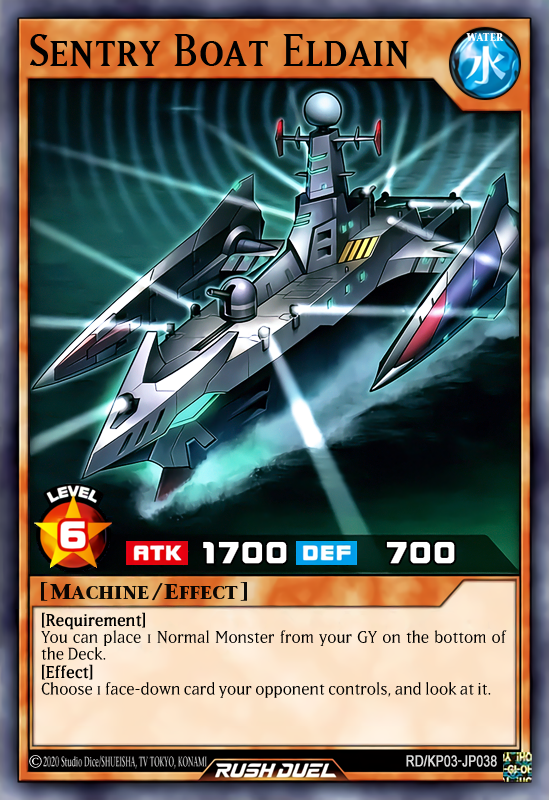 Sentry Boat Eldain
WATER
水
LEVEL
6
ATK 1700 DEF 700
[Machine/Effect]
[Requirement]
You can place 1 Normal Monster from your GY on the bottom of
the Deck.
[Effect]
Choose 1 face-down card your opponent controls, and look at it.
©2020 Studio Dice/SHUEISHA, TV TOKYO, KONAMI
RUSH DUEL
RD/KP03-JP038